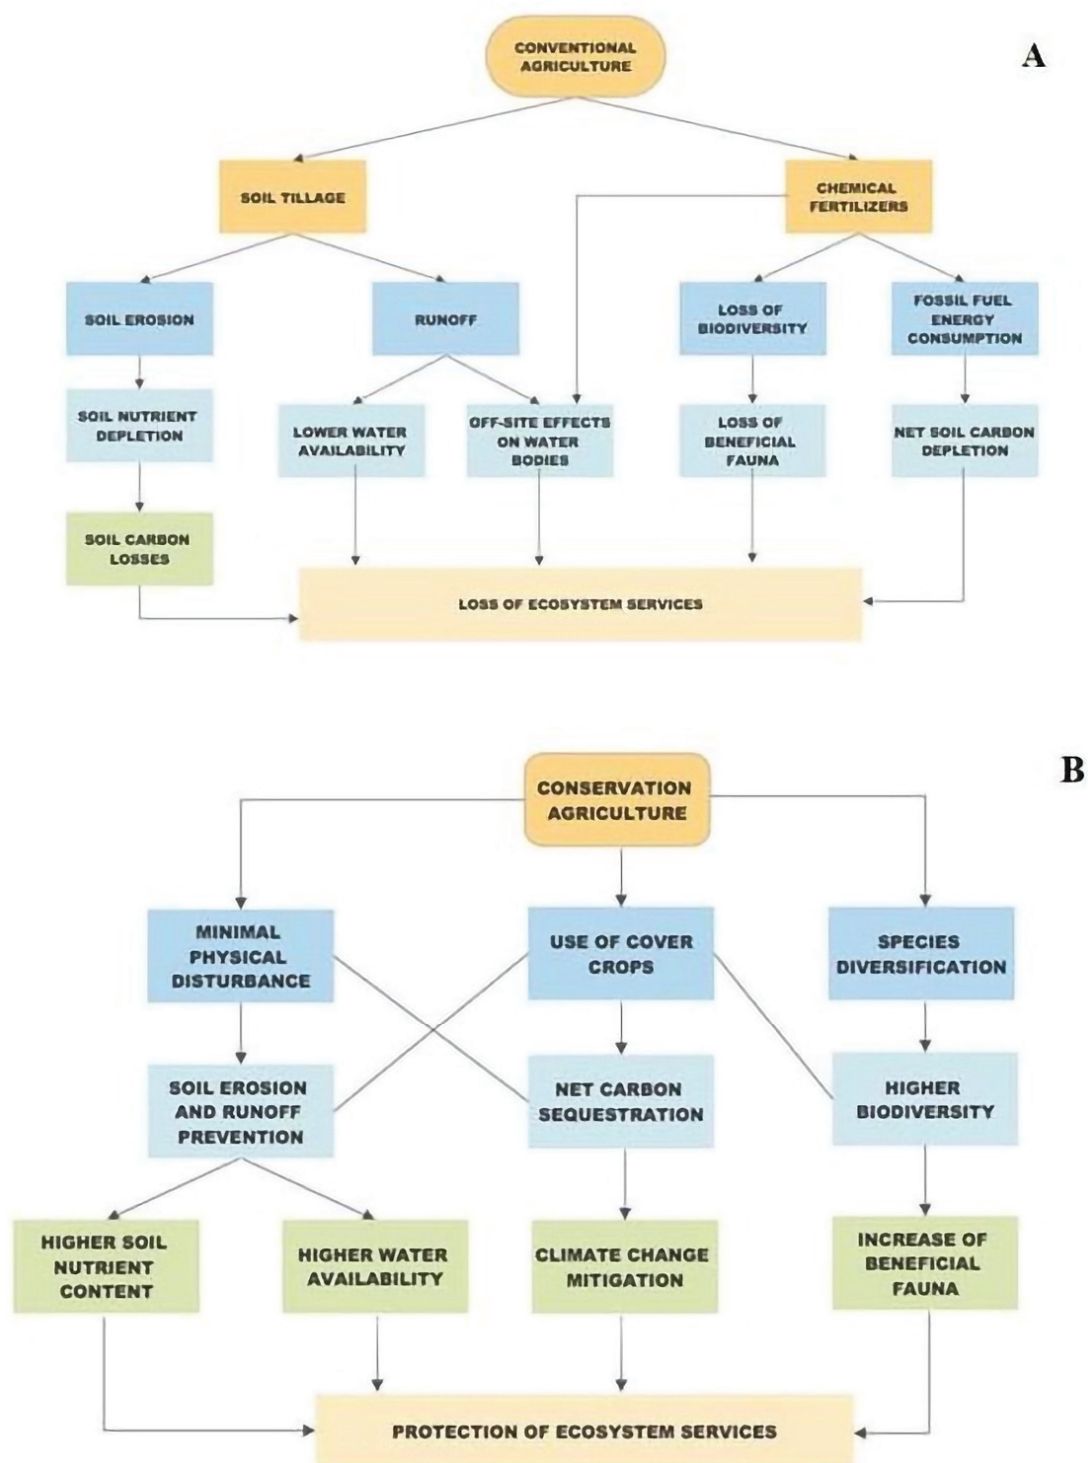 CONVENTIONAL
AGRICULTURE
A
SOIL TILLAGE
CHEMICAL
FERTILIZERS
SOIL EROSION
RUNOFF
LOSS OF
BIODIVERSITY
FOSSIL FUEL
ENERGY
CONSUMPTION
SOIL NUTRIENT
DEPLETION
LOWER WATER
AVAILABILITY
OFF-SITE EFFECTS
ON WATER
BODIES
LOSS OF
BENEFICIAL
FAUNA
NET SOIL CARBON
DEPLETION
SOIL CARBON
LOSSES
LOSS OF ECOSYSTEM SERVICES
B
CONSERVATION
AGRICULTURE
MINIMAL
PHYSICAL
DISTURBANCE
USE OF COVER
CROPS
SPECIES
DIVERSIFICATION
SOIL EROSION
AND RUNOFF
PREVENTION
NET CARBON
SEQUESTRATION
HIGHER
BIODIVERSITY
HIGHER SOIL
NUTRIENT
CONTENT
HIGHER WATER
AVAILABILITY
CLIMATE CHANGE
MITIGATION
INCREASE OF
BENEFICIAL
FAUNA
PROTECTION OF ECOSYSTEM SERVICES